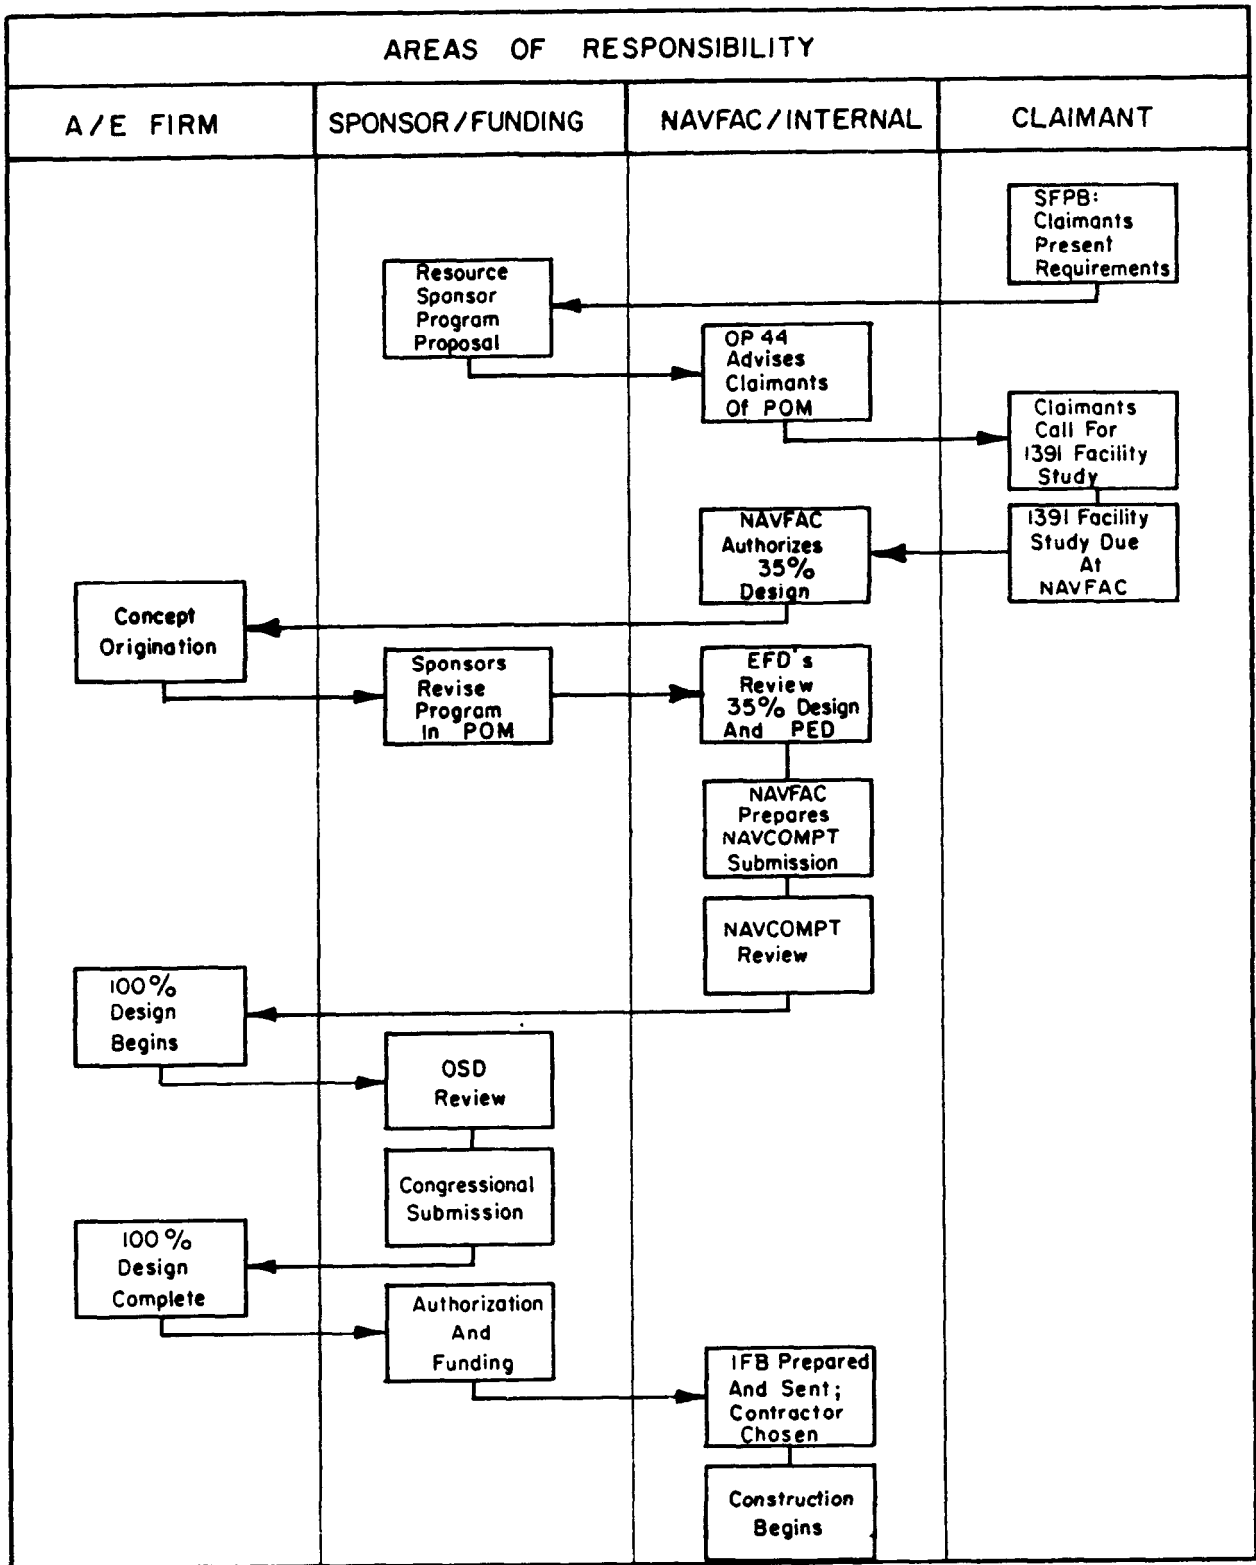 AREAS OF RESPONSIBILITY
A/E FIRM
SPONSOR/FUNDING
NAVFAC/INTERNAL
CLAIMANT
SFPB:
Claimants
Present
Requirements
Resource
Sponsor
Program
Proposal
OP 44
Advises
Claimants
Of POM
Claimants
Call For
1391 Facility
Study
1391 Facility
Study Due
At
NAVFAC
NAVFAC
Authorizes
35%
Design
Concept
Origination
Sponsors
Revise
Program
In POM
EFD's
Review
35% Design
And PED
NAVFAC
Prepares
NAVCOMPT
Submission
NAVCOMPT
Review
100%
Design
Begins
OSD
Review
Congressional
Submission
100%
Design
Complete
Authorization
And
Funding
IFB Prepared
And Sent;
Contractor
Chosen
Construction
Begins